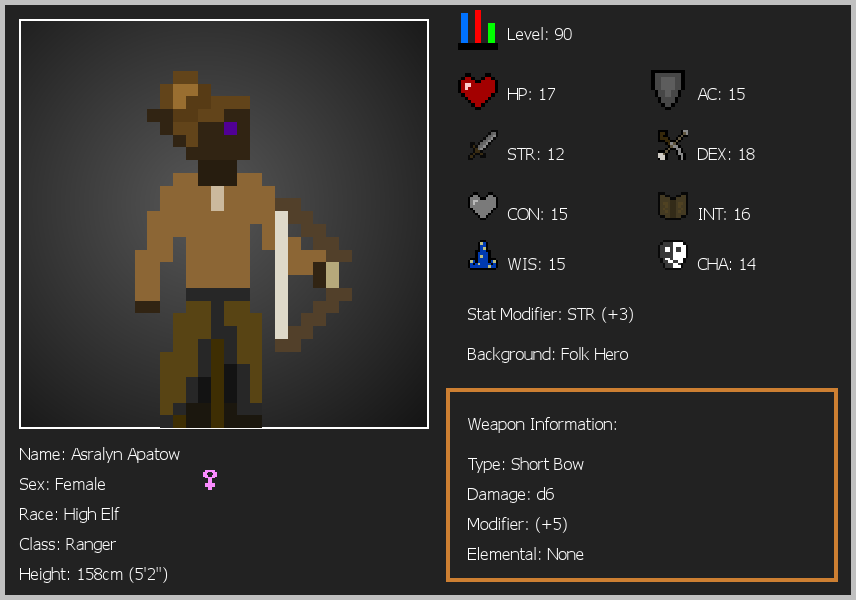 Level: 90
HP: 17
AC: 15
STR: 12
DEX: 18
CON: 15
INT: 16
WIS: 15
CHA: 14
Stat Modifier: STR (+3)
Background: Folk Hero
Weapon Information:
Type: Short Bow
Damage: d6
Modifier: (+5)
Elemental: None
Name: Asralyn Apatow
Sex: Female
Race: High Elf
Class: Ranger
Height: 158cm (5'2")